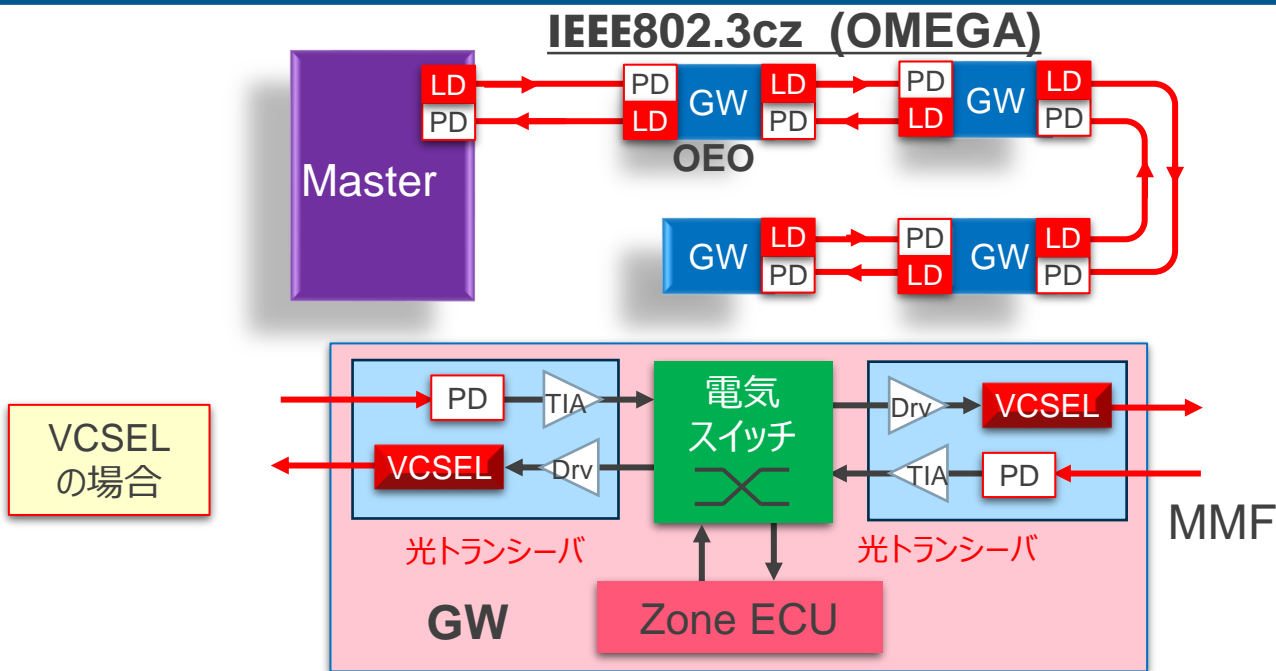 IEEE802.3cz (OMEGA)
LD
PD
Master
PD
LD
GW
LD
PD
OEO
PD
LD
GW
LD
PD
GW
LD
PD
PD
LD
GW
LD
PD
VCSEL
の場合
PD
TIA
VCSEL
Drv
光トランシーバ
電気
スイッチ
Drv
VCSEL
TIA
PD
光トランシーバ
MMF
GW
Zone ECU